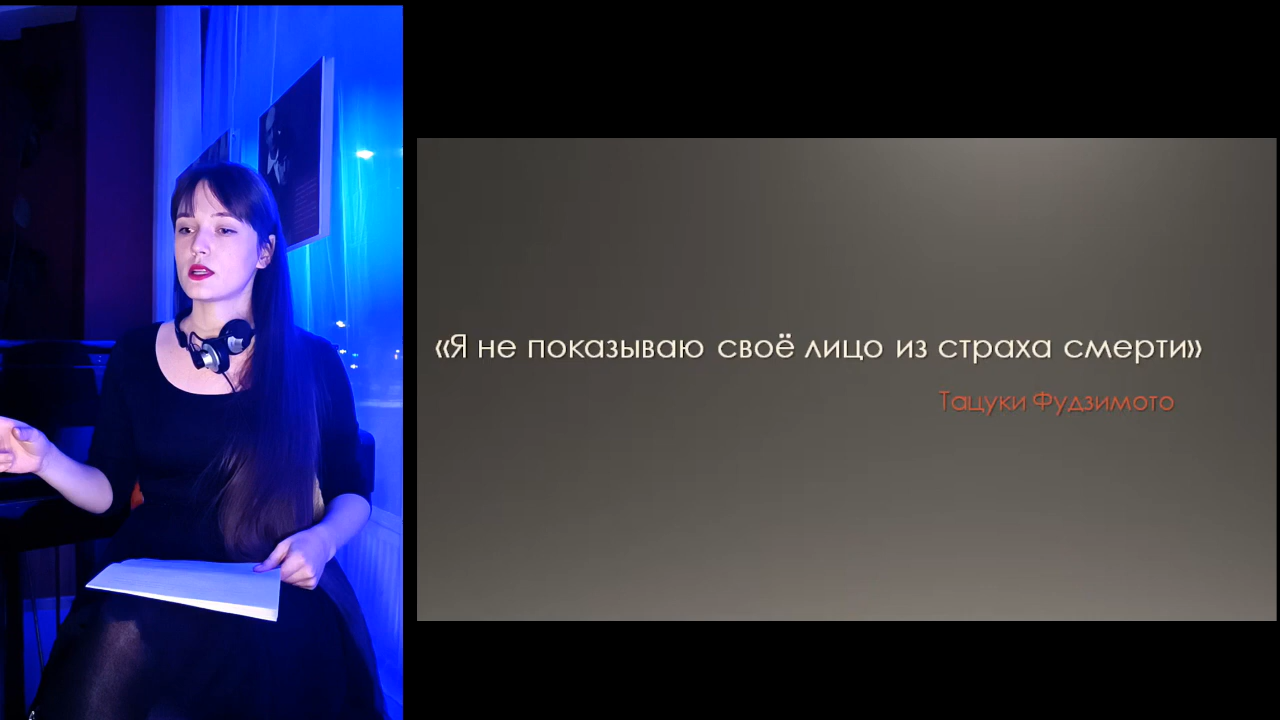 «Я не показываю своё лицо из страха смерти»
Тацуки Фудзимото